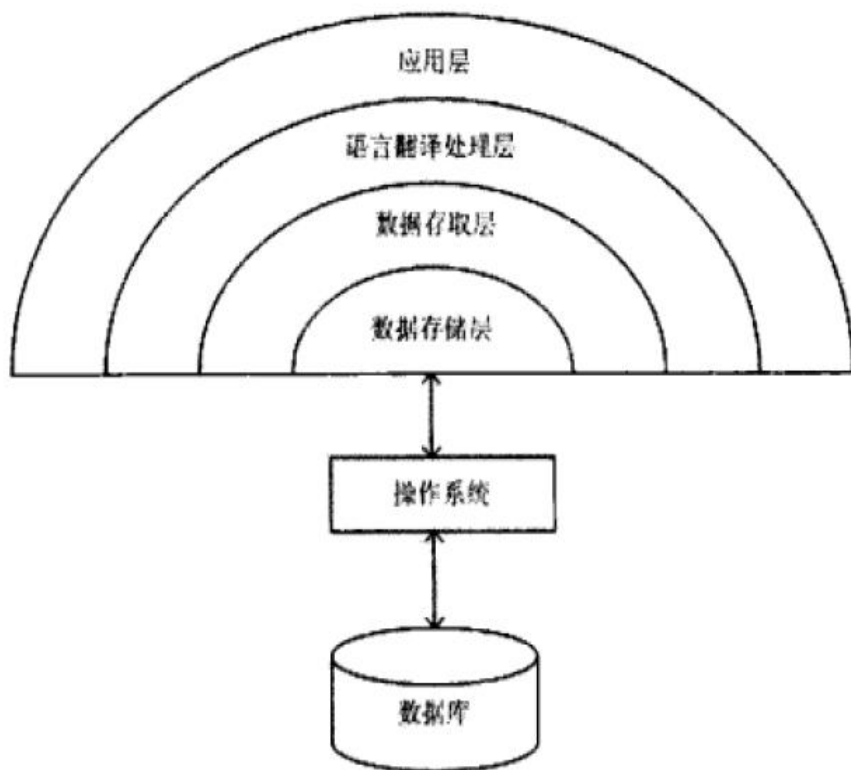 应用层
语言翻译处理层
数据存取层
数据存储层
操作系统
数据库